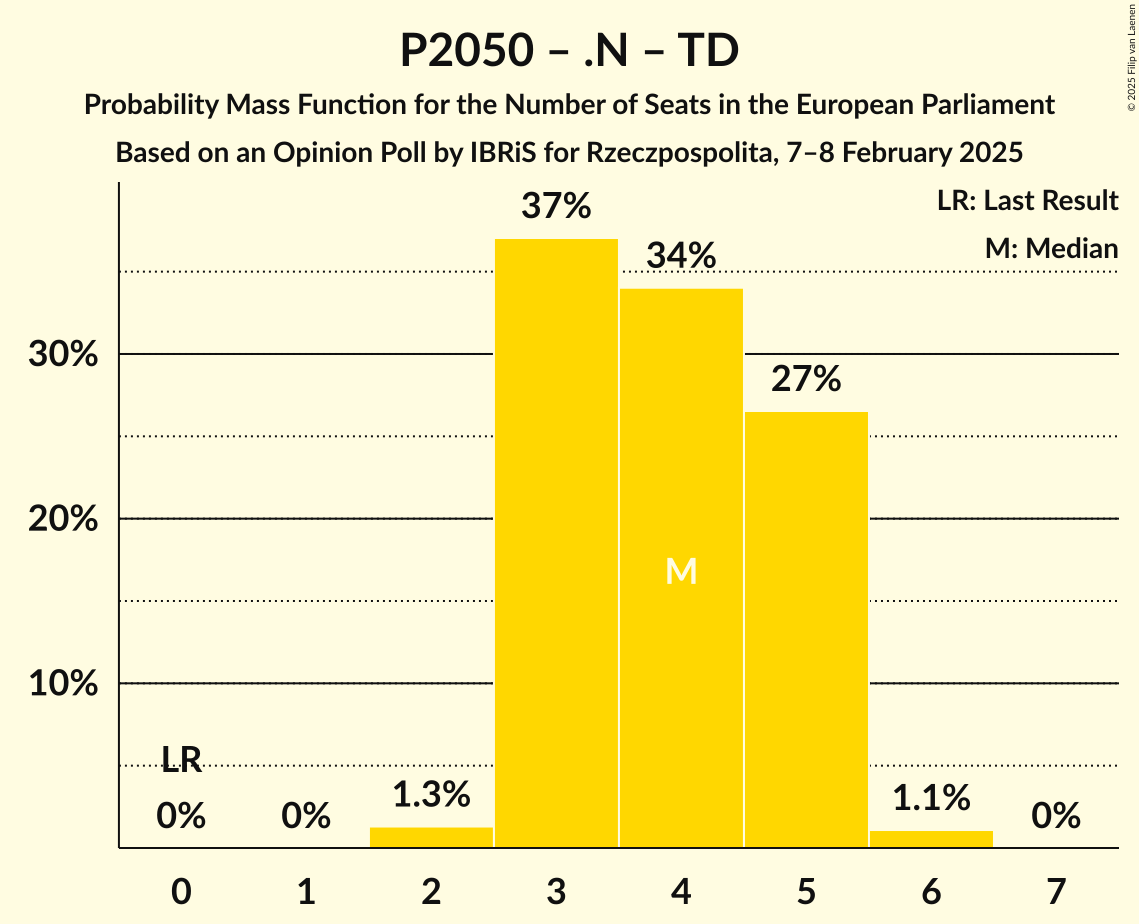 P2050 – .N – TD
Probability Mass Function for the Number of Seats in the European Parliament
Based on an Opinion Poll by IBRiS for Rzeczpospolita, 7–8 February 2025
© 2025 Filip van Laenen
LR: Last Result
M: Median
37%
34%
30%
27%
20%
M
10%
LR
0%
0%
1.3%
1.1%
0%
0 1 2 3 4 5 6 7